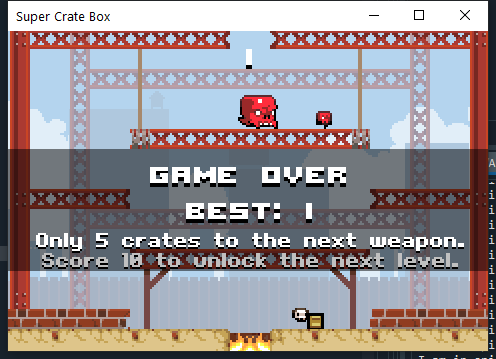 Super Crate Box
1
GAME OVER
BEST: 1
Only 5 crates to the next weapon.
Score 10 to unlock the next level.